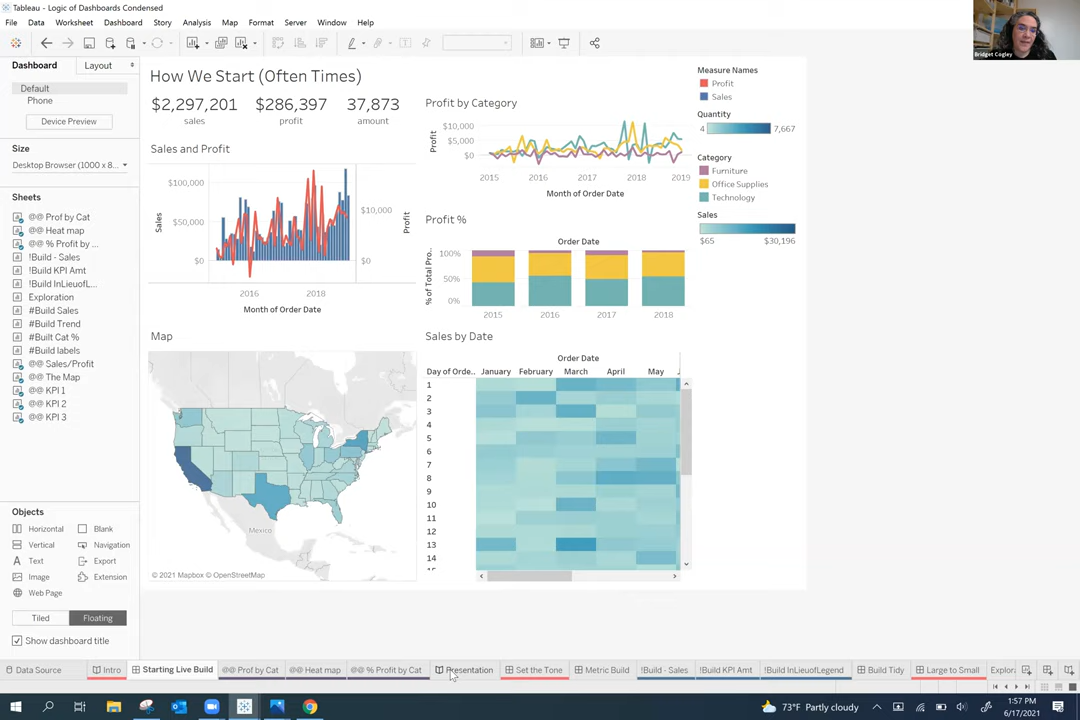 Tableau - Logic of Dashboards Condensed
File Data Worksheet Dashboard Story Analysis Map Format Server Window Help
Bridget Cogley
Dashboard Layout
Default
Phone
Device Preview
Size
Desktop Browser (1000 x 8...
Sheets
@@ Prof by Cat
@@ Heat map
@@ % Profit by ...
!Build - Sales
!Build KPI Amt
!Build InLieuofL...
Exploration
#Build Sales
#Build Trend
#Built Cat %
#Build labels
@@ Sales/Profit
@@ The Map
@@ KPI 1
@@ KPI 2
@@ KPI 3
Objects
Horizontal Blank
Vertical Navigation
Text Export
Image Extension
Web Page
Tiled Floating
Show dashboard title
How We Start (Often Times)
$2,297,201 $286,397 37,873
sales profit amount
Sales and Profit
$100,000
$50,000
$0
Sales
$10,000
$0
Profit
2016 2018
Month of Order Date
Profit by Category
$10,000
$5,000
$0
Profit
2015 2016 2017 2018 2019
Month of Order Date
Profit %
Order Date
100%
50%
0%
% of Total Pro..
2015 2016 2017 2018
Map
Mexico
© 2021 Mapbox © OpenStreetMap
Sales by Date
Order Date
Day of Orde.. January February March April May
1
2
3
4
5
6
7
8
9
10
11
12
13
14
Measure Names
Profit
Sales
Quantity
4 7,667
Category
Furniture
Office Supplies
Technology
Sales
$65 $30,196
Data Source Intro Starting Live Build @@ Prof by Cat @@ Heat map @@ % Profit by Cat Presentation Set the Tone Metric Build !Build - Sales !Build KPI Amt !Build InLieuofLegend Build Tidy Large to Small Explor
73°F Partly cloudy
1:57 PM
6/17/2021